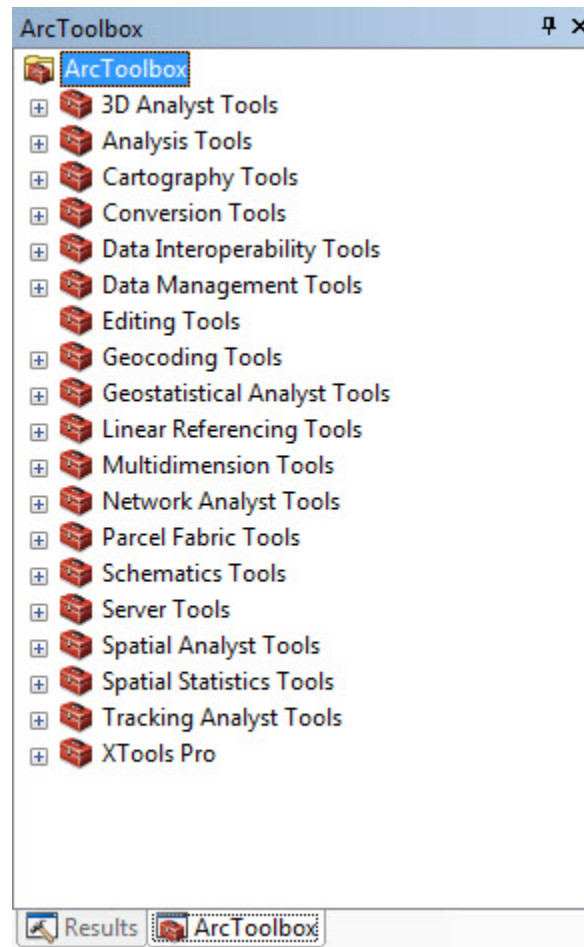 ArcToolbox
ArcToolbox
3D Analyst Tools
Analysis Tools
Cartography Tools
Conversion Tools
Data Interoperability Tools
Data Management Tools
Editing Tools
Geocoding Tools
Geostatistical Analyst Tools
Linear Referencing Tools
Multidimension Tools
Network Analyst Tools
Parcel Fabric Tools
Schematics Tools
Server Tools
Spatial Analyst Tools
Spatial Statistics Tools
Tracking Analyst Tools
XTools Pro
Results ArcToolbox